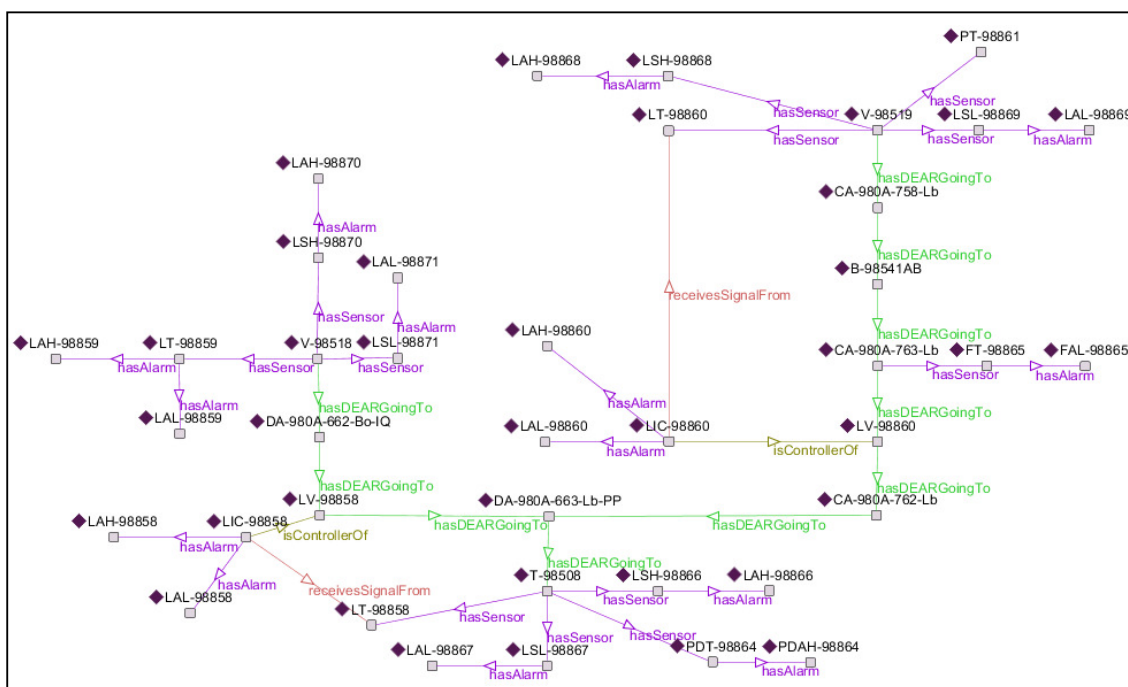 PT-98861
LAH-98868
LSH-98868
hasAlarm
hasSensor
hasSensor
LT-98860
V-98519
LSL-98869
LAL-98869
hasSensor
hasSensor
hasAlarm
LAH-98870
hasDEARGoingTo
CA-980A-758-Lb
hasAlarm
LSH-98870
LAL-98871
hasDEARGoingTo
B-98541AB
receivesSignalFrom
hasSensor
hasAlarm
LAH-98860
hasDEARGoingTo
LAH-98859
LT-98859
V-98518
LSL-98871
CA-980A-763-Lb
FT-98865
FAL-98865
hasAlarm
hasSensor
hasSensor
hasSensor
hasAlarm
hasAlarm
hasAlarm
hasDEARGoingTo
hasDEARGoingTo
LAL-98859
DA-980A-662-Bo-IQ
LAL-98860
LIC-98860
LV-98860
hasAlarm
isControllerOf
hasDEARGoingTo
hasDEARGoingTo
LV-98858
DA-980A-663-Lb-PP
CA-980A-762-Lb
LAH-98858
LIC-98858
hasDEARGoingTo
hasDEARGoingTo
isControllerOf
hasAlarm
hasDEARGoingTo
hasAlarm
T-98508
LSH-98866
LAH-98866
receivesSignalFrom
LAL-98858
hasSensor
hasAlarm
LT-98858
hasSensor
hasSensor
hasSensor
LAL-98867
LSL-98867
PDT-98864
PDAH-98864
hasAlarm
hasAlarm